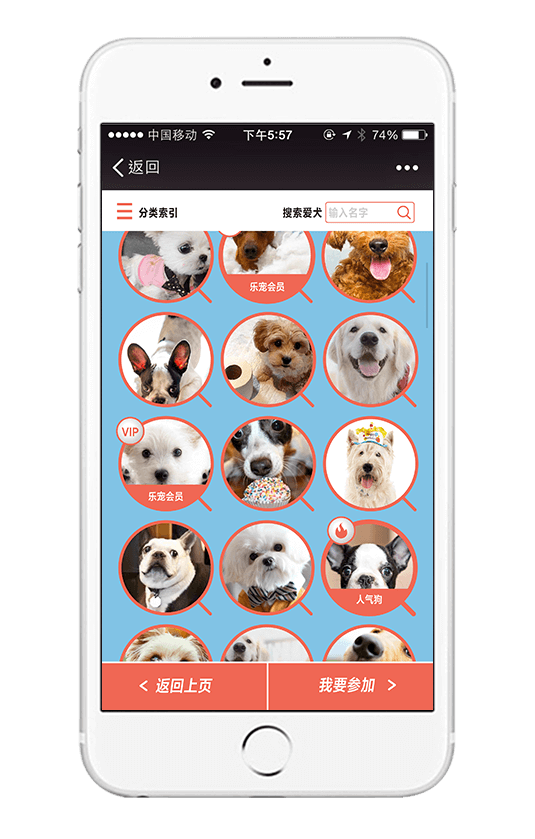 中国移动 下午5:57 74%
返回
分类索引 搜索爱犬 输入名字
乐宠会员
VIP
乐宠会员
人气狗
< 返回上页 我要参加 >